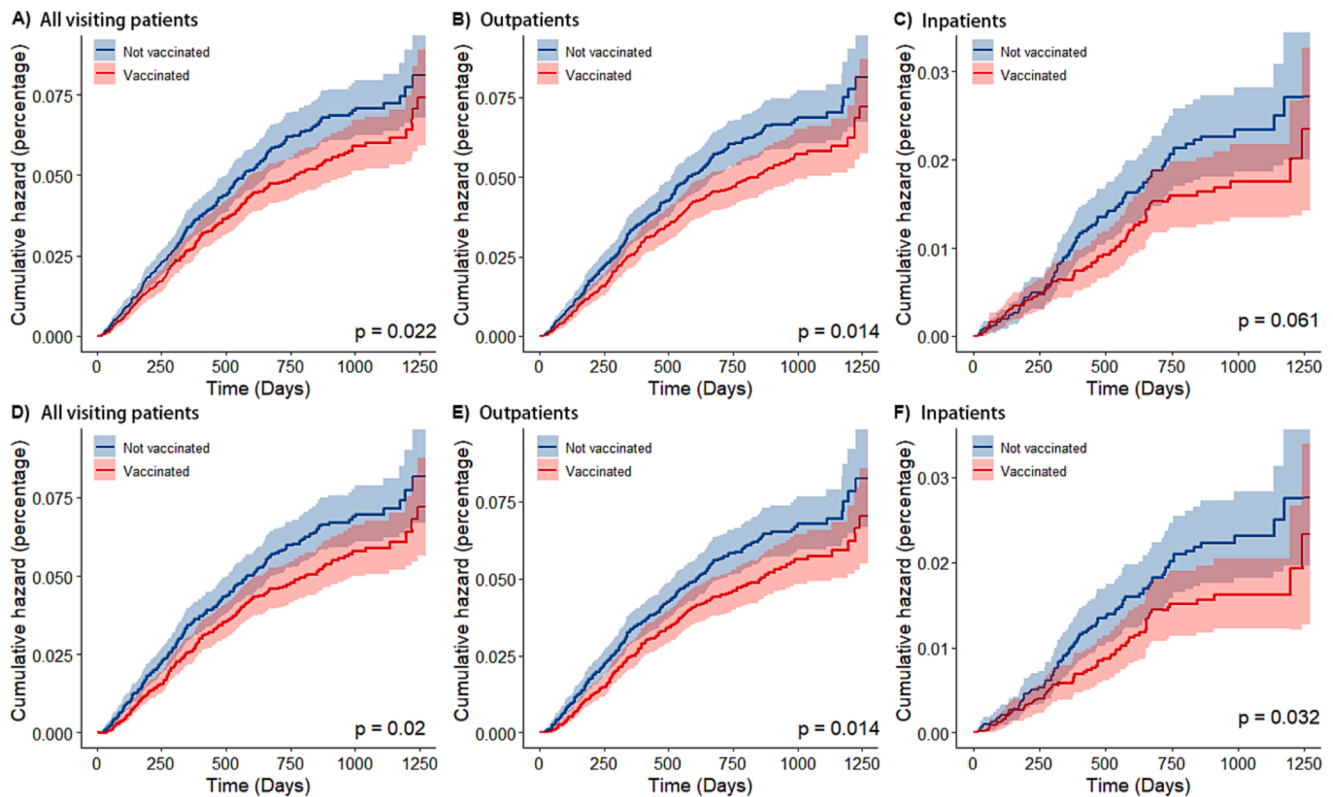 A) All visiting patients
Not vaccinated
Vaccinated
Cumulative hazard (percentage)
0.075
0.050
0.025
0.000
p = 0.022
0 250 500 750 1000 1250
Time (Days)
B) Outpatients
Not vaccinated
Vaccinated
Cumulative hazard (percentage)
0.075
0.050
0.025
0.000
p = 0.014
0 250 500 750 1000 1250
Time (Days)
C) Inpatients
Not vaccinated
Vaccinated
Cumulative hazard (percentage)
0.03
0.02
0.01
0.00
p = 0.061
0 250 500 750 1000 1250
Time (Days)
D) All visiting patients
Not vaccinated
Vaccinated
Cumulative hazard (percentage)
0.075
0.050
0.025
0.000
p = 0.02
0 250 500 750 1000 1250
Time (Days)
E) Outpatients
Not vaccinated
Vaccinated
Cumulative hazard (percentage)
0.075
0.050
0.025
0.000
p = 0.014
0 250 500 750 1000 1250
Time (Days)
F) Inpatients
Not vaccinated
Vaccinated
Cumulative hazard (percentage)
0.03
0.02
0.01
0.00
p = 0.032
0 250 500 750 1000 1250
Time (Days)